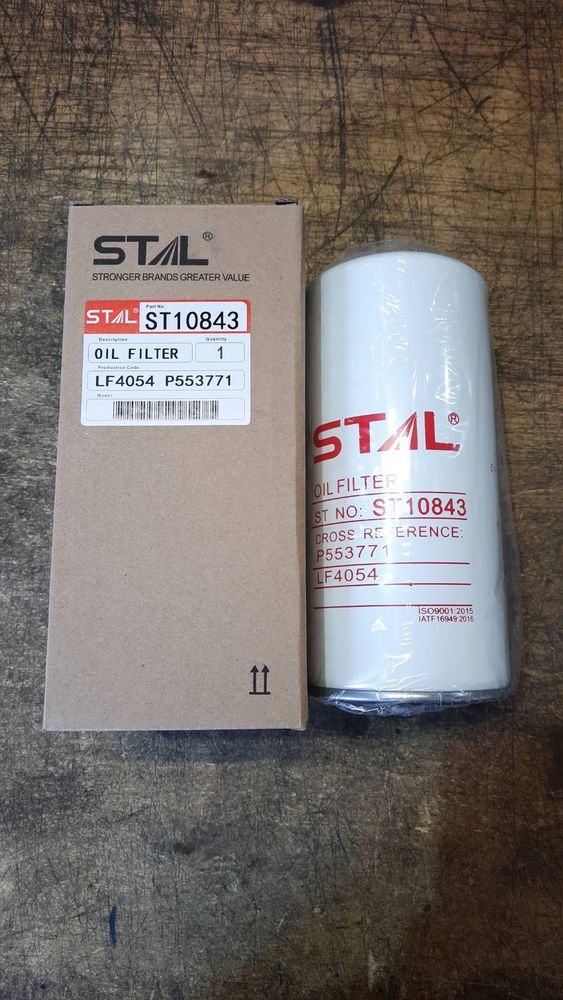 STAL®
STRONGER BRANDS GREATER VALUE
STAL
Part No.
ST10843
Description
Quantity
OIL FILTER
1
Production Code
LF4054 P553771
Model
STAL®
OIL FILTER
ST NO: ST10843
CROSS REFERENCE:
P553771
LF4054
ISO9001:2015
IATF16949:2016